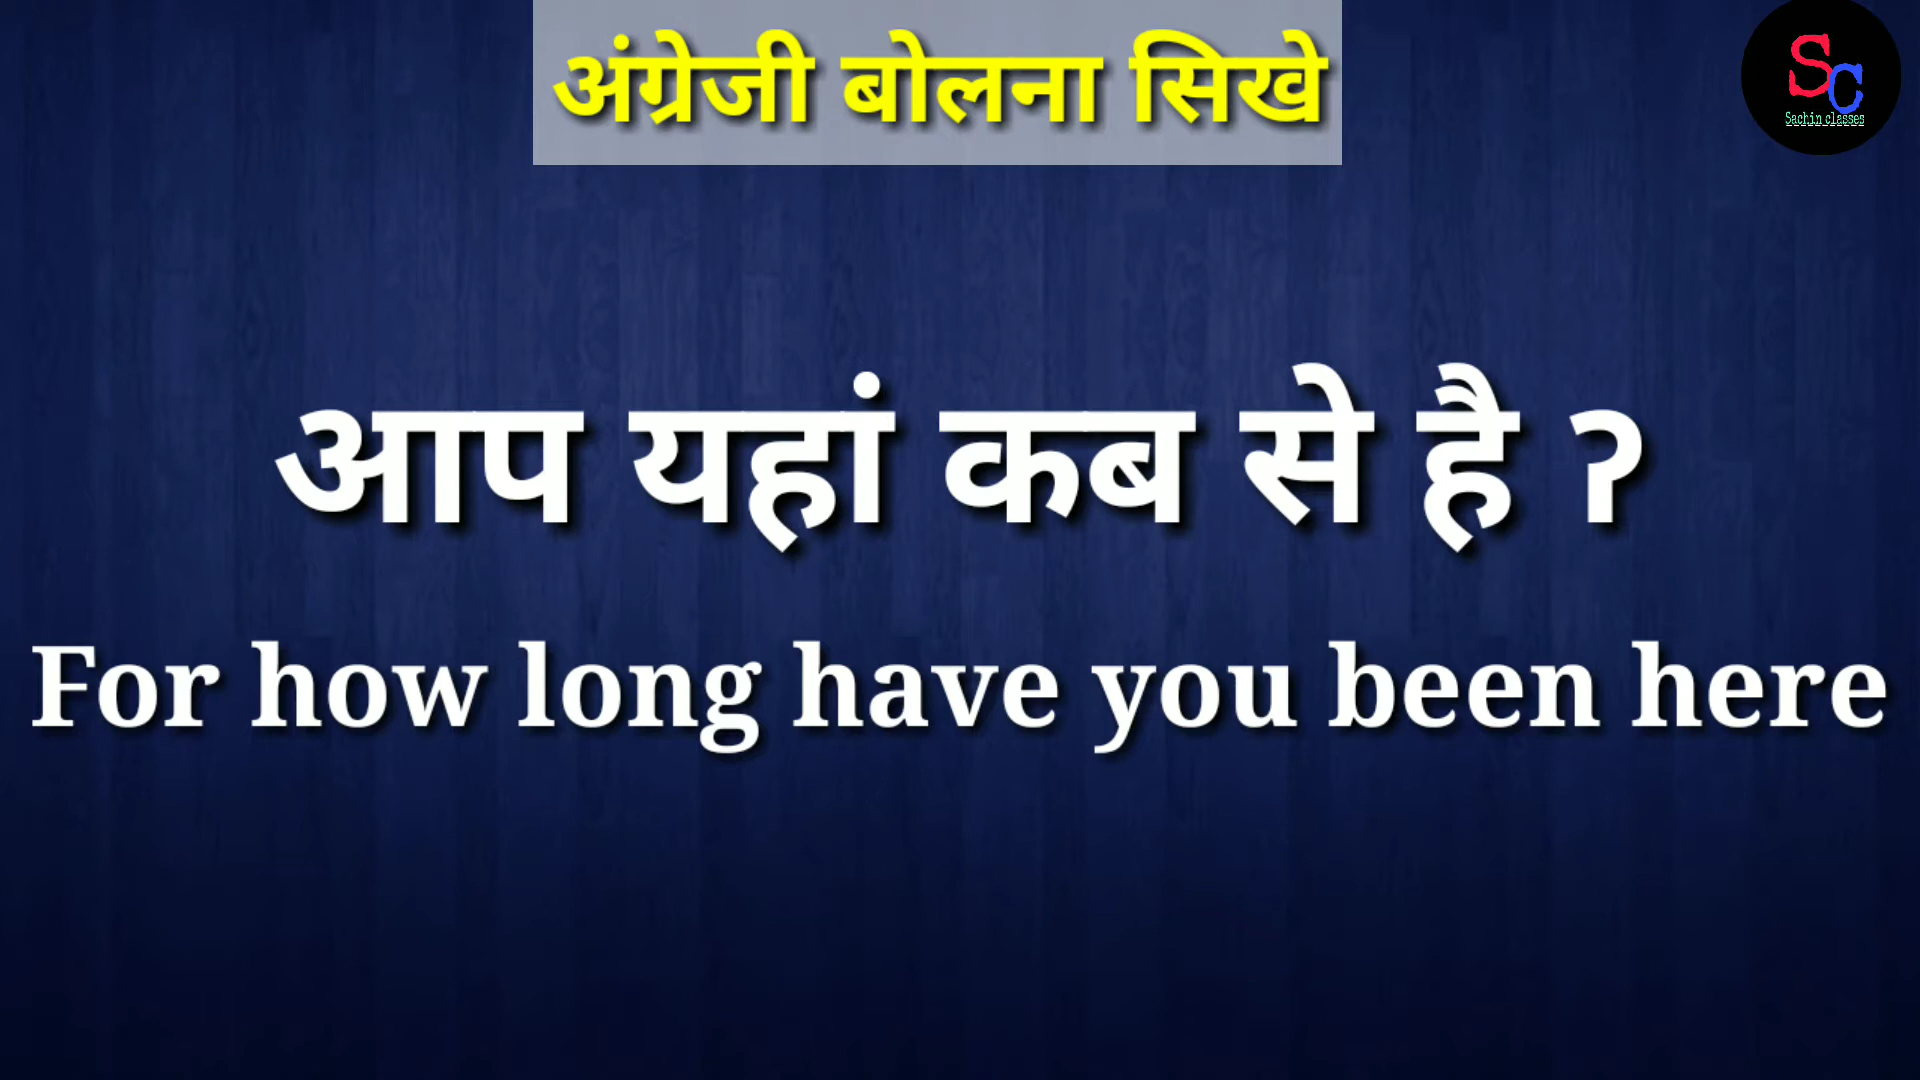 अंग्रेजी बोलना सिखे
SC
Sachin classes
आप यहां कब से है ?
For how long have you been here